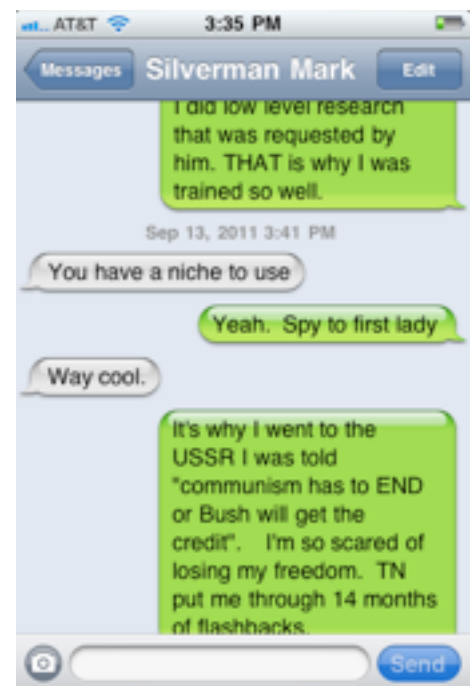 AT&T 3:35 PM
Messages Silverman Mark Edit
I did low level research
that was requested by
him. THAT is why I was
trained so well.
Sep 13, 2011 3:41 PM
You have a niche to use
Yeah.  Spy to first lady
Way cool.
It's why I went to the
USSR I was told
"communism has to END
or Bush will get the
credit".    I'm so scared of
losing my freedom.  TN
put me through 14 months
of flashbacks.
Send